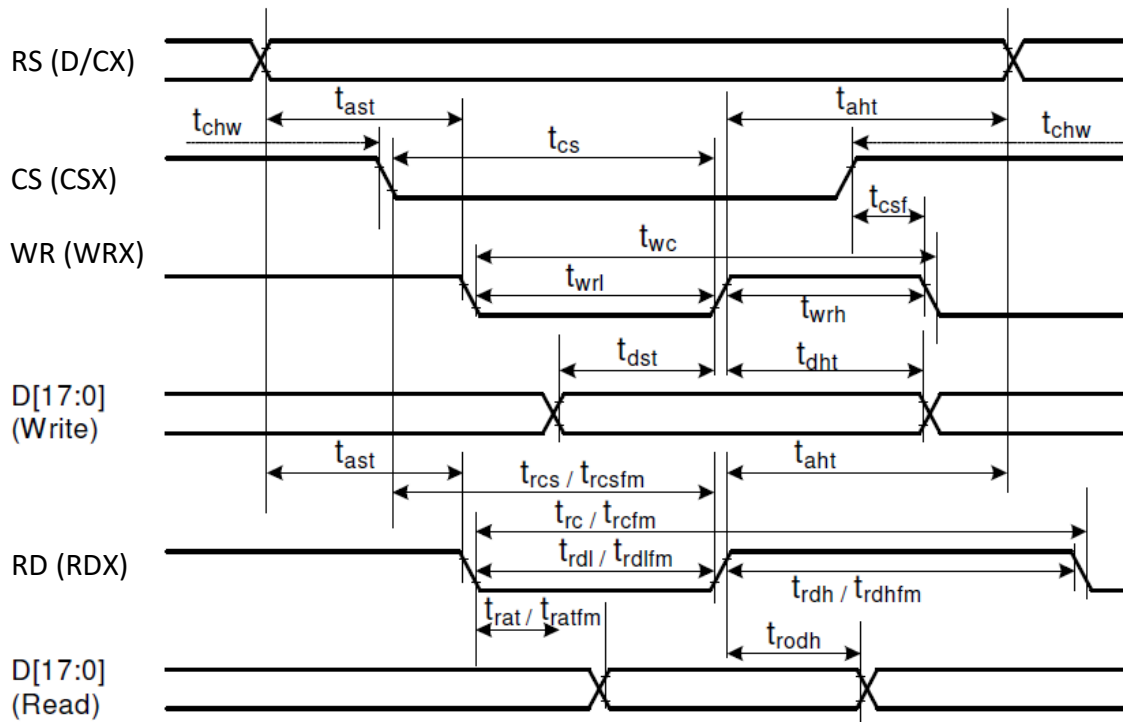 RS (D/CX)
tast
taht
tchw
tchw
tcs
CS (CSX)
tcsf
WR (WRX)
twc
twrl
twrh
tdst
tdht
D[17:0]
(Write)
tast
taht
trcs / trcsfm
trc / trcfm
RD (RDX)
trdl / trdlfm
trdh / trdhfm
trat / tratfm
trodh
D[17:0]
(Read)